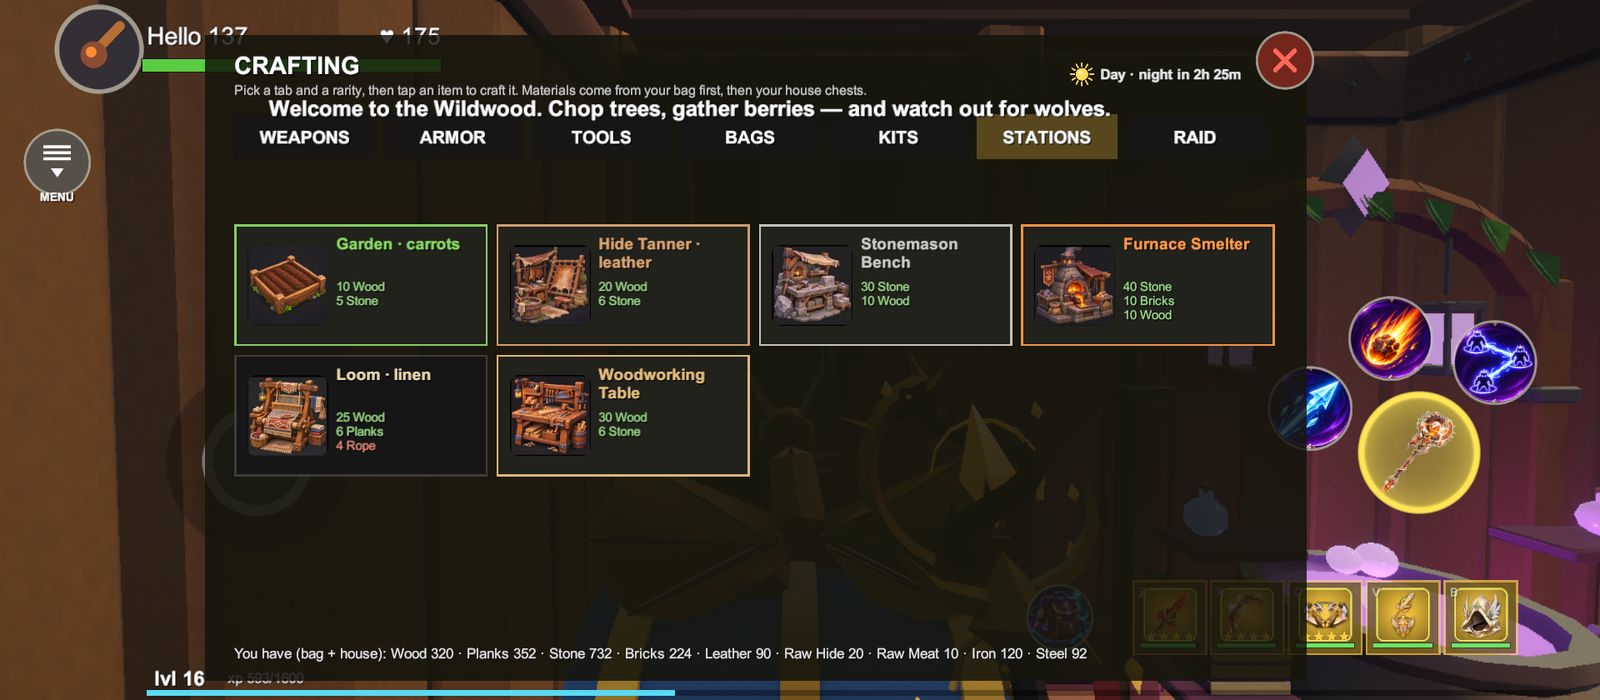 Hello 137 ♥ 175
CRAFTING
Day · night in 2h 25m
Pick a tab and a rarity, then tap an item to craft it. Materials come from your bag first, then your house chests.
Welcome to the Wildwood. Chop trees, gather berries — and watch out for wolves.
WEAPONS ARMOR TOOLS BAGS KITS STATIONS RAID
MENU
Garden · carrots
10 Wood
5 Stone
Hide Tanner ·
leather
20 Wood
6 Stone
Stonemason
Bench
30 Stone
10 Wood
Furnace Smelter
40 Stone
10 Bricks
10 Wood
Loom · linen
25 Wood
6 Planks
4 Rope
Woodworking
Table
30 Wood
6 Stone
You have (bag + house): Wood 320 · Planks 352 · Stone 732 · Bricks 224 · Leather 90 · Raw Hide 20 · Raw Meat 10 · Iron 120 · Steel 92
lvl 16 xp 593/1600